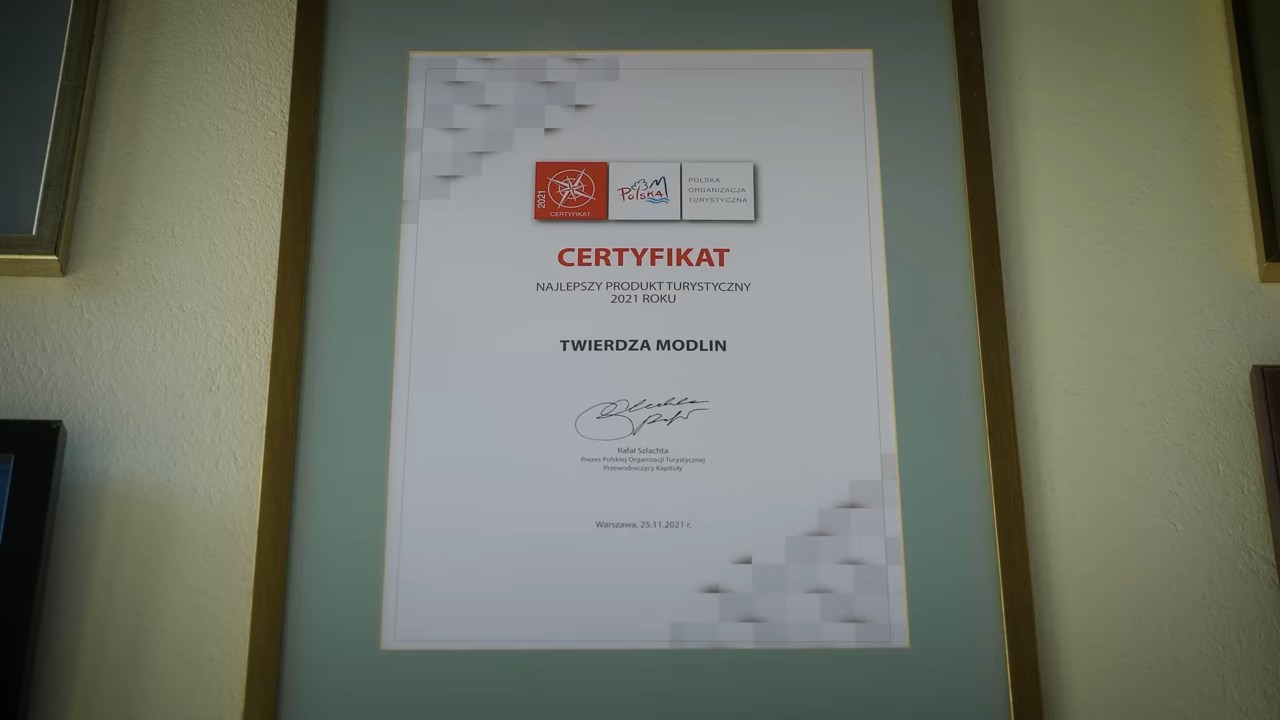 2021
CERTYFIKAT
POLSKA
POLSKA
ORGANIZACJA
TURYSTYCZNA
CERTYFIKAT
NAJLEPSZY PRODUKT TURYSTYCZNY
2021 ROKU
TWIERDZA MODLIN
Rafał Szlachta
Prezes Polskiej Organizacji Turystycznej
Przewodniczący Kapituły
Warszawa, 25.11.2021 r.